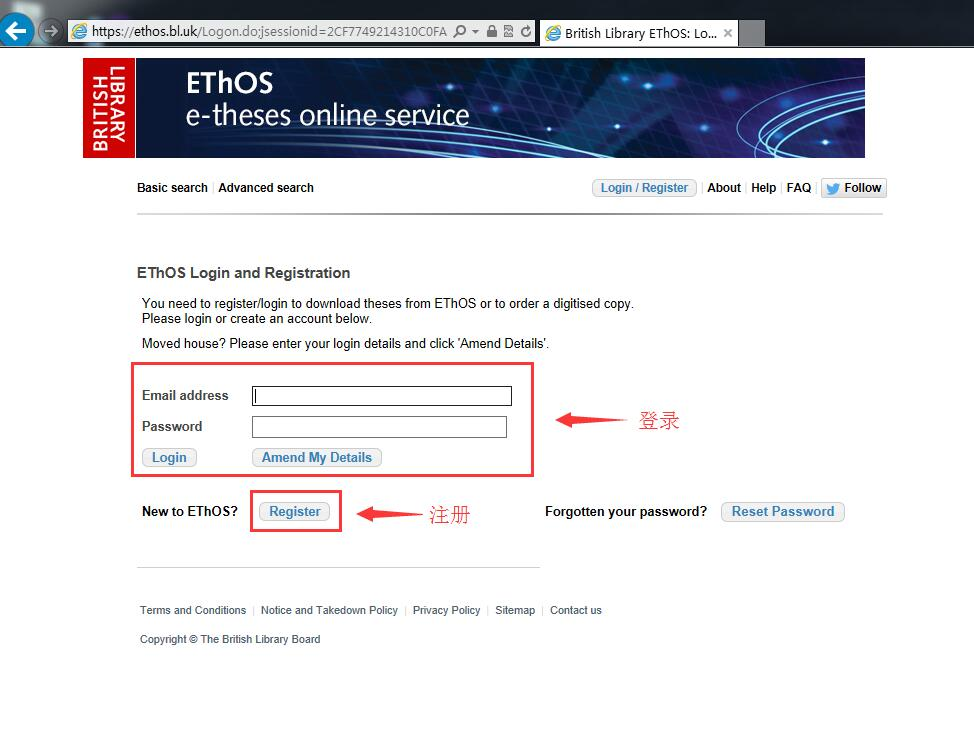 https://ethos.bl.uk/Logon.do;jsessionid=2CF7749214310C0FA
British Library EThOS: Lo...
BRITISH
LIBRARY
EThOS
e-theses online service
Basic search
Advanced search
Login / Register
About
Help
FAQ
Follow
EThOS Login and Registration
You need to register/login to download theses from EThOS or to order a digitised copy.
Please login or create an account below.
Moved house? Please enter your login details and click 'Amend Details'.
Email address
Password
登录
Login
Amend My Details
New to EThOS?
Register
注册
Forgotten your password?
Reset Password
Terms and Conditions
Notice and Takedown Policy
Privacy Policy
Sitemap
Contact us
Copyright © The British Library Board